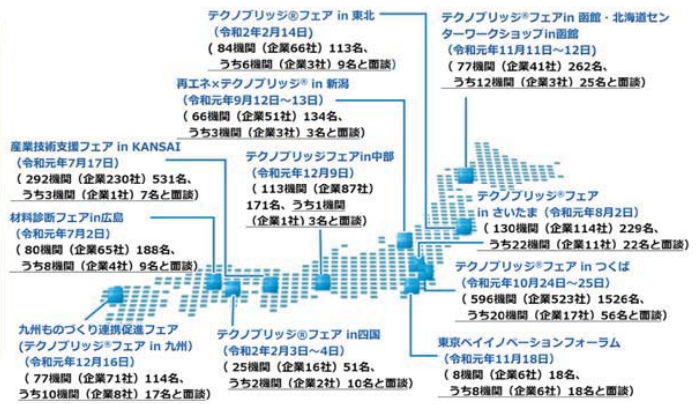 テクノブリッジ®フェア in 東北
(令和2年2月14日)
( 84機関(企業66社)113名、
うち6機関(企業3社)9名と面談)
テクノブリッジ®フェアin 函館・北海道セン
ターワークショップin函館
(令和元年11月11日~12日)
( 77機関(企業41社)262名、
うち12機関(企業3社)25名と面談)
再エネ×テクノブリッジ® in 新潟
(令和元年9月12日~13日)
( 66機関(企業51社)134名、
うち3機関(企業3社)3名と面談)
産業技術支援フェア in KANSAI
(令和元年7月17日)
( 292機関(企業230社)531名、
うち3機関(企業1社)7名と面談)
テクノブリッジフェアin中部
(令和元年12月9日)
( 113機関(企業87社)
171名、うち1機関
(企業1社)3名と面談)
材料診断フェアin広島
(令和元年7月2日)
( 80機関(企業65社)188名、
うち8機関(企業4社)9名と面談)
テクノブリッジ®フェア
in さいたま(令和元年8月2日)
( 130機関(企業114社)229名、
うち22機関(企業11社)22名と面談)
テクノブリッジ®フェア in つくば
(令和元年10月24日~25日)
( 596機関(企業523社)1526名、
うち20機関(企業17社)56名と面談)
九州ものづくり連携促進フェア
(テクノブリッジ®フェア in 九州)
(令和元年12月16日)
( 77機関(企業71社)114名、
うち10機関(企業8社)17名と面談)
テクノブリッジ®フェア in四国
(令和2年2月3日~4日)
( 25機関(企業16社)51名、
うち2機関(企業2社)10名と面談)
東京ベイイノベーションフォーラム
(令和元年11月18日)
( 8機関(企業6社)18名、
うち8機関(企業6社)18名と面談)